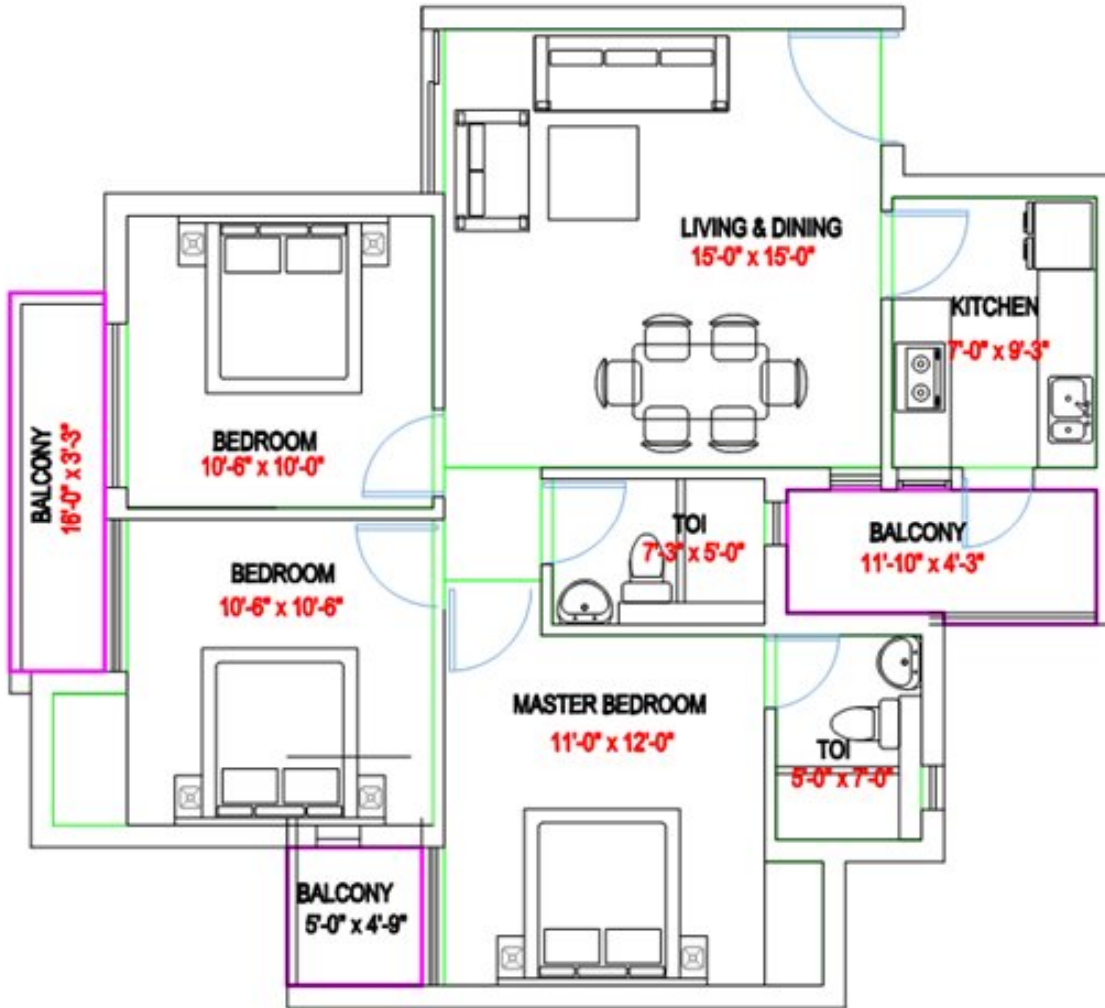 LIVING & DINING
15'-0" x 15'-0"
KITCHEN
7'-0" x 9'-3"
BEDROOM
10'-6" x 10'-0"
BALCONY
16'-0" x 3'-3"
TOI
7'-3" x 5'-0"
BALCONY
11'-10" x 4'-3"
BEDROOM
10'-6" x 10'-6"
MASTER BEDROOM
11'-0" x 12'-0"
TOI
5'-0" x 7'-0"
BALCONY
5'-0" x 4'-9"